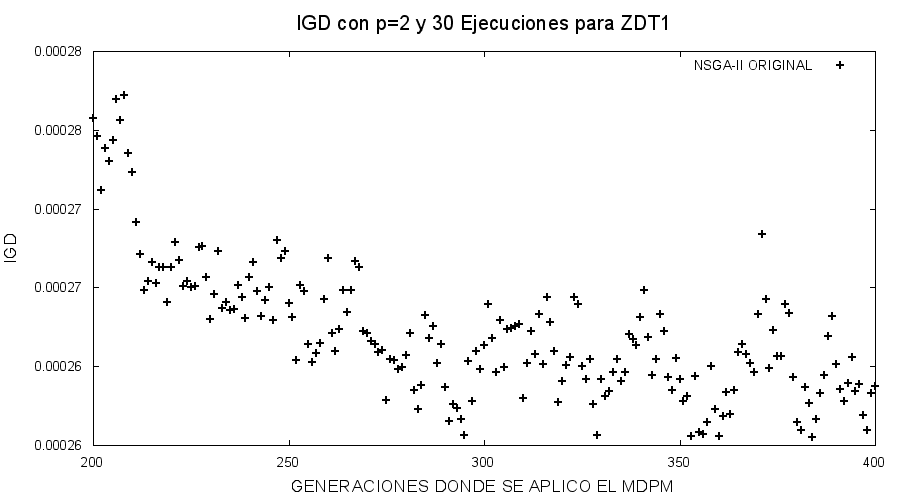 IGD con p=2 y 30 Ejecuciones para ZDT1
NSGA-II ORIGINAL
0.00028
0.00028
0.00027
0.00027
0.00026
0.00026
IGD
200 250 300 350 400
GENERACIONES DONDE SE APLICO EL MDPM